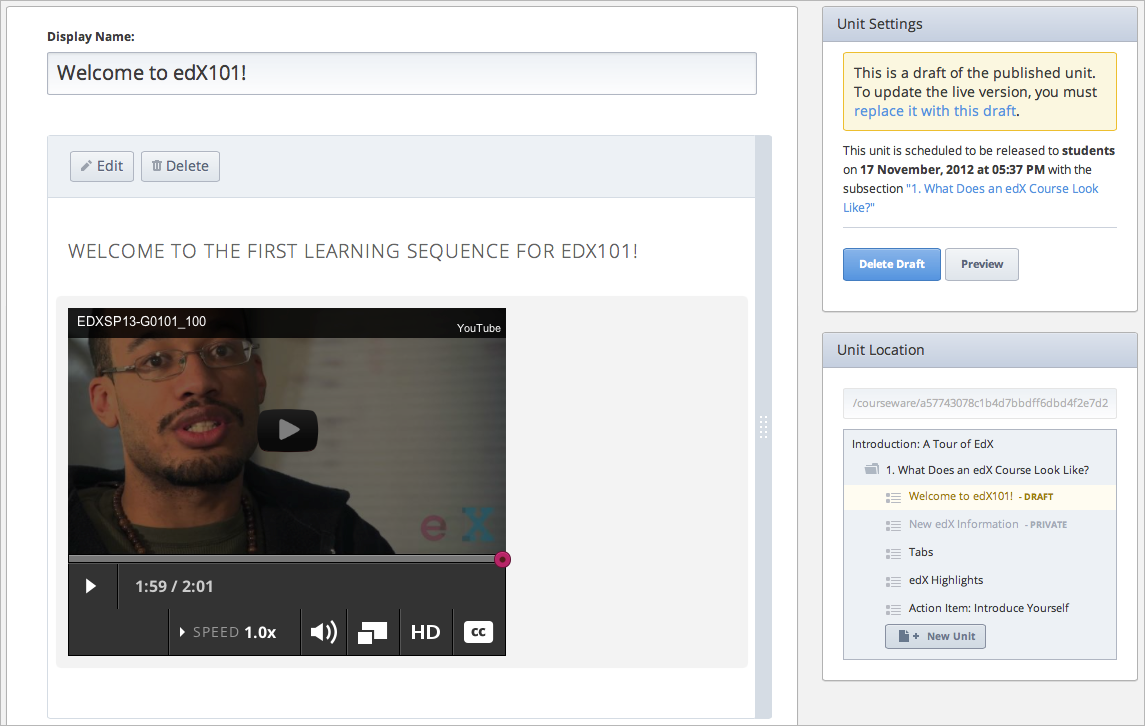 Display Name:
Welcome to edX101!
Edit
Delete
WELCOME TO THE FIRST LEARNING SEQUENCE FOR EDX101!
EDXSP13-G0101_100
YouTube
e X
1:59 / 2:01
SPEED 1.0x
HD
CC
Unit Settings
This is a draft of the published unit.
To update the live version, you must
replace it with this draft.
This unit is scheduled to be released to students
on 17 November, 2012 at 05:37 PM with the
subsection "1. What Does an edX Course Look
Like?"
Delete Draft
Preview
Unit Location
/courseware/a57743078c1b4d7bbdff6dbd4f2e7d2
Introduction: A Tour of EdX
1. What Does an edX Course Look Like?
Welcome to edX101! - DRAFT
New edX Information - PRIVATE
Tabs
edX Highlights
Action Item: Introduce Yourself
+ New Unit